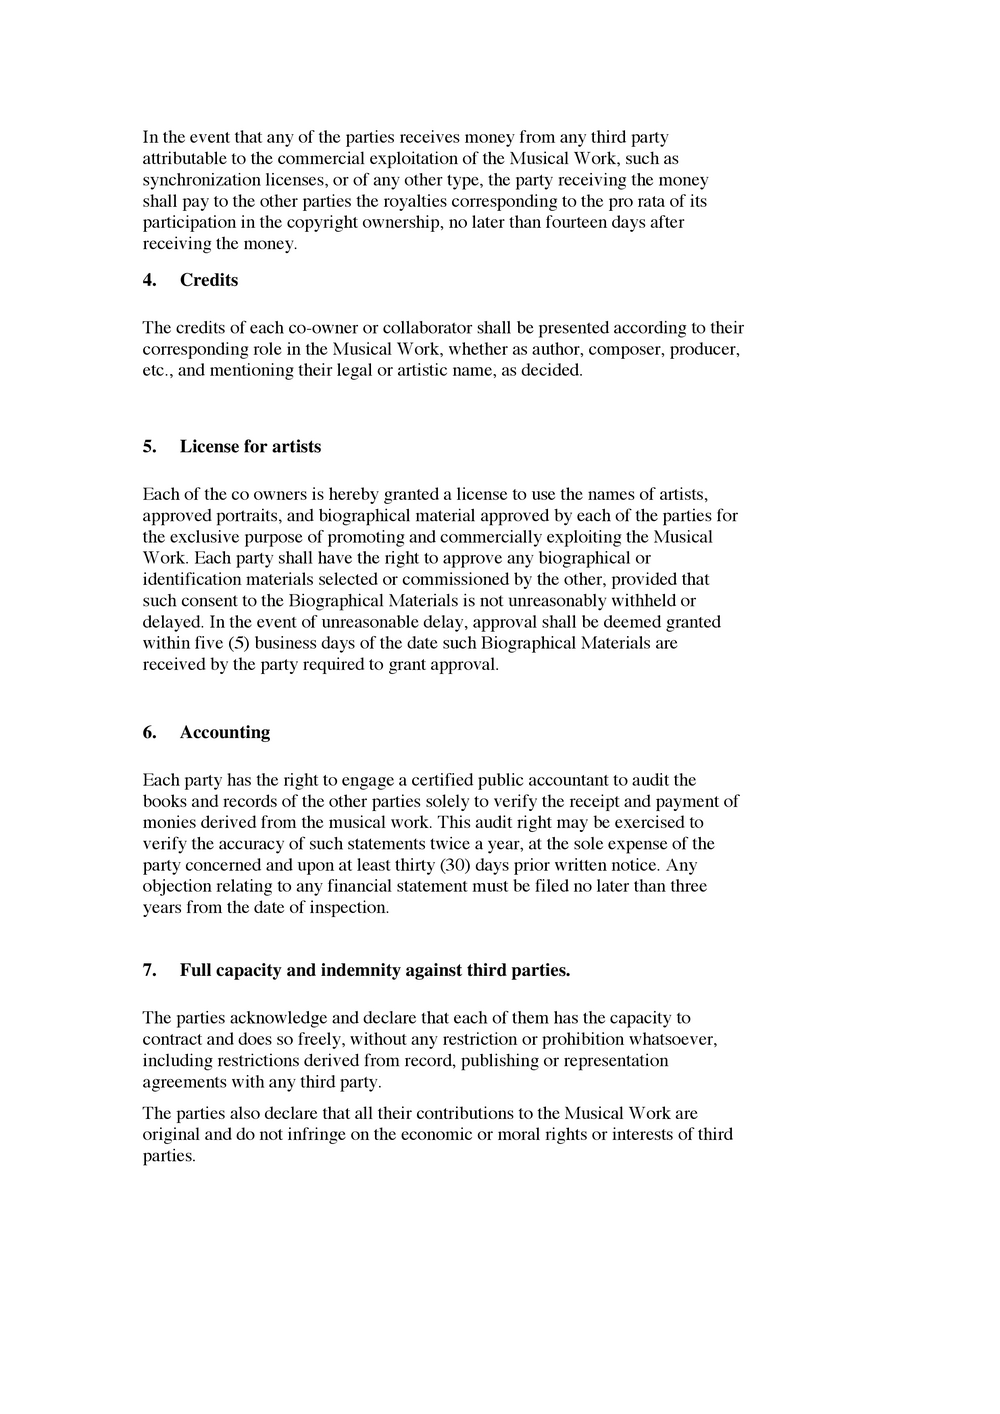 In the event that any of the parties receives money from any third party
attributable to the commercial exploitation of the Musical Work, such as
synchronization licenses, or of any other type, the party receiving the money
shall pay to the other parties the royalties corresponding to the pro rata of its
participation in the copyright ownership, no later than fourteen days after
receiving the money.
4. Credits
The credits of each co-owner or collaborator shall be presented according to their
corresponding role in the Musical Work, whether as author, composer, producer,
etc., and mentioning their legal or artistic name, as decided.
5. License for artists
Each of the co owners is hereby granted a license to use the names of artists,
approved portraits, and biographical material approved by each of the parties for
the exclusive purpose of promoting and commercially exploiting the Musical
Work. Each party shall have the right to approve any biographical or
identification materials selected or commissioned by the other, provided that
such consent to the Biographical Materials is not unreasonably withheld or
delayed. In the event of unreasonable delay, approval shall be deemed granted
within five (5) business days of the date such Biographical Materials are
received by the party required to grant approval.
6. Accounting
Each party has the right to engage a certified public accountant to audit the
books and records of the other parties solely to verify the receipt and payment of
monies derived from the musical work. This audit right may be exercised to
verify the accuracy of such statements twice a year, at the sole expense of the
party concerned and upon at least thirty (30) days prior written notice. Any
objection relating to any financial statement must be filed no later than three
years from the date of inspection.
7. Full capacity and indemnity against third parties.
The parties acknowledge and declare that each of them has the capacity to
contract and does so freely, without any restriction or prohibition whatsoever,
including restrictions derived from record, publishing or representation
agreements with any third party.
The parties also declare that all their contributions to the Musical Work are
original and do not infringe on the economic or moral rights or interests of third
parties.